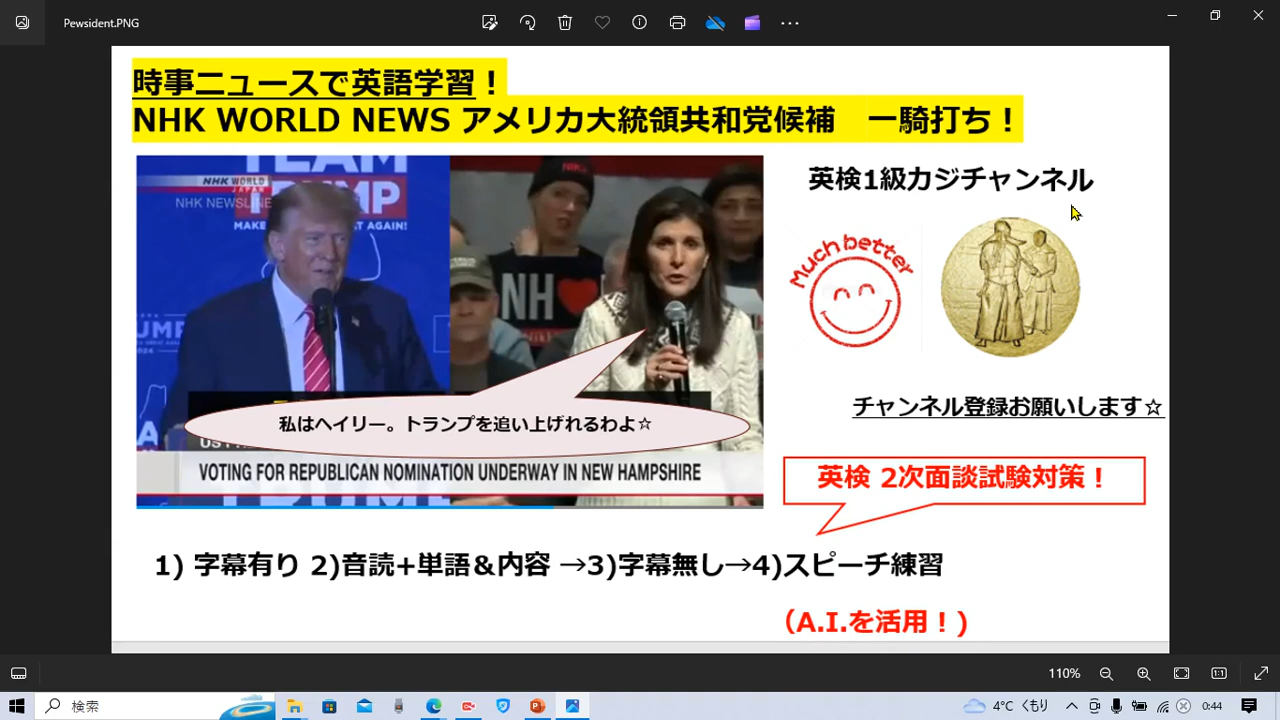 Pewsident.PNG
時事ニュースで英語学習！
NHK WORLD NEWS アメリカ大統領共和党候補　一騎打ち！
英検1級カジチャンネル
TEAM
TRUMP
NHK WORLD
JAPAN
NHK NEWSLINE
AGAIN!
NH
Much better
チャンネル登録お願いします☆
私はヘイリー。トランプを追い上げれるわよ☆
VOTING FOR REPUBLICAN NOMINATION UNDERWAY IN NEW HAMPSHIRE
英検 2次面談試験対策！
1) 字幕有り 2)音読+単語＆内容 →3)字幕無し→4)スピーチ練習
（A.I.を活用！)
110%
検索
4℃ くもり
0:44